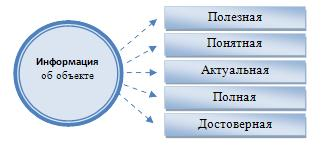 Информация
об объекте
Полезная
Понятная
Актуальная
Полная
Достоверная